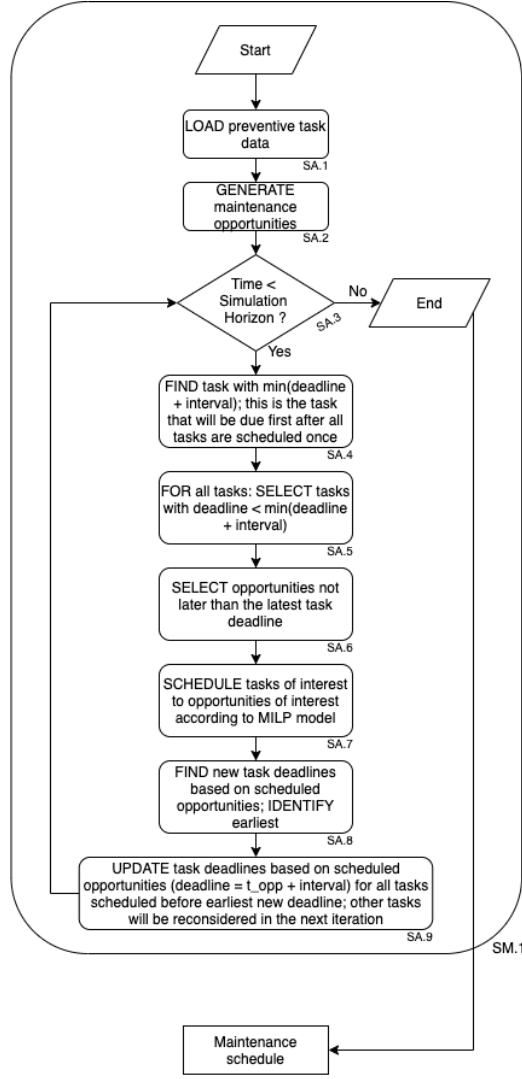 Start
LOAD preventive task
data
SA.1
GENERATE
maintenance
opportunities
SA.2
Time <
Simulation
Horizon ?
SA.3
No
End
Yes
FIND task with min(deadline
+ interval); this is the task
that will be due first after all
tasks are scheduled once
SA.4
FOR all tasks: SELECT tasks
with deadline < min(deadline
+ interval)
SA.5
SELECT opportunities not
later than the latest task
deadline
SA.6
SCHEDULE tasks of interest
to opportunities of interest
according to MILP model
SA.7
FIND new task deadlines
based on scheduled
opportunities; IDENTIFY
earliest
SA.8
UPDATE task deadlines based on scheduled
opportunities (deadline = t_opp + interval) for all tasks
scheduled before earliest new deadline; other tasks
will be reconsidered in the next iteration
SA.9
SM.1
Maintenance
schedule